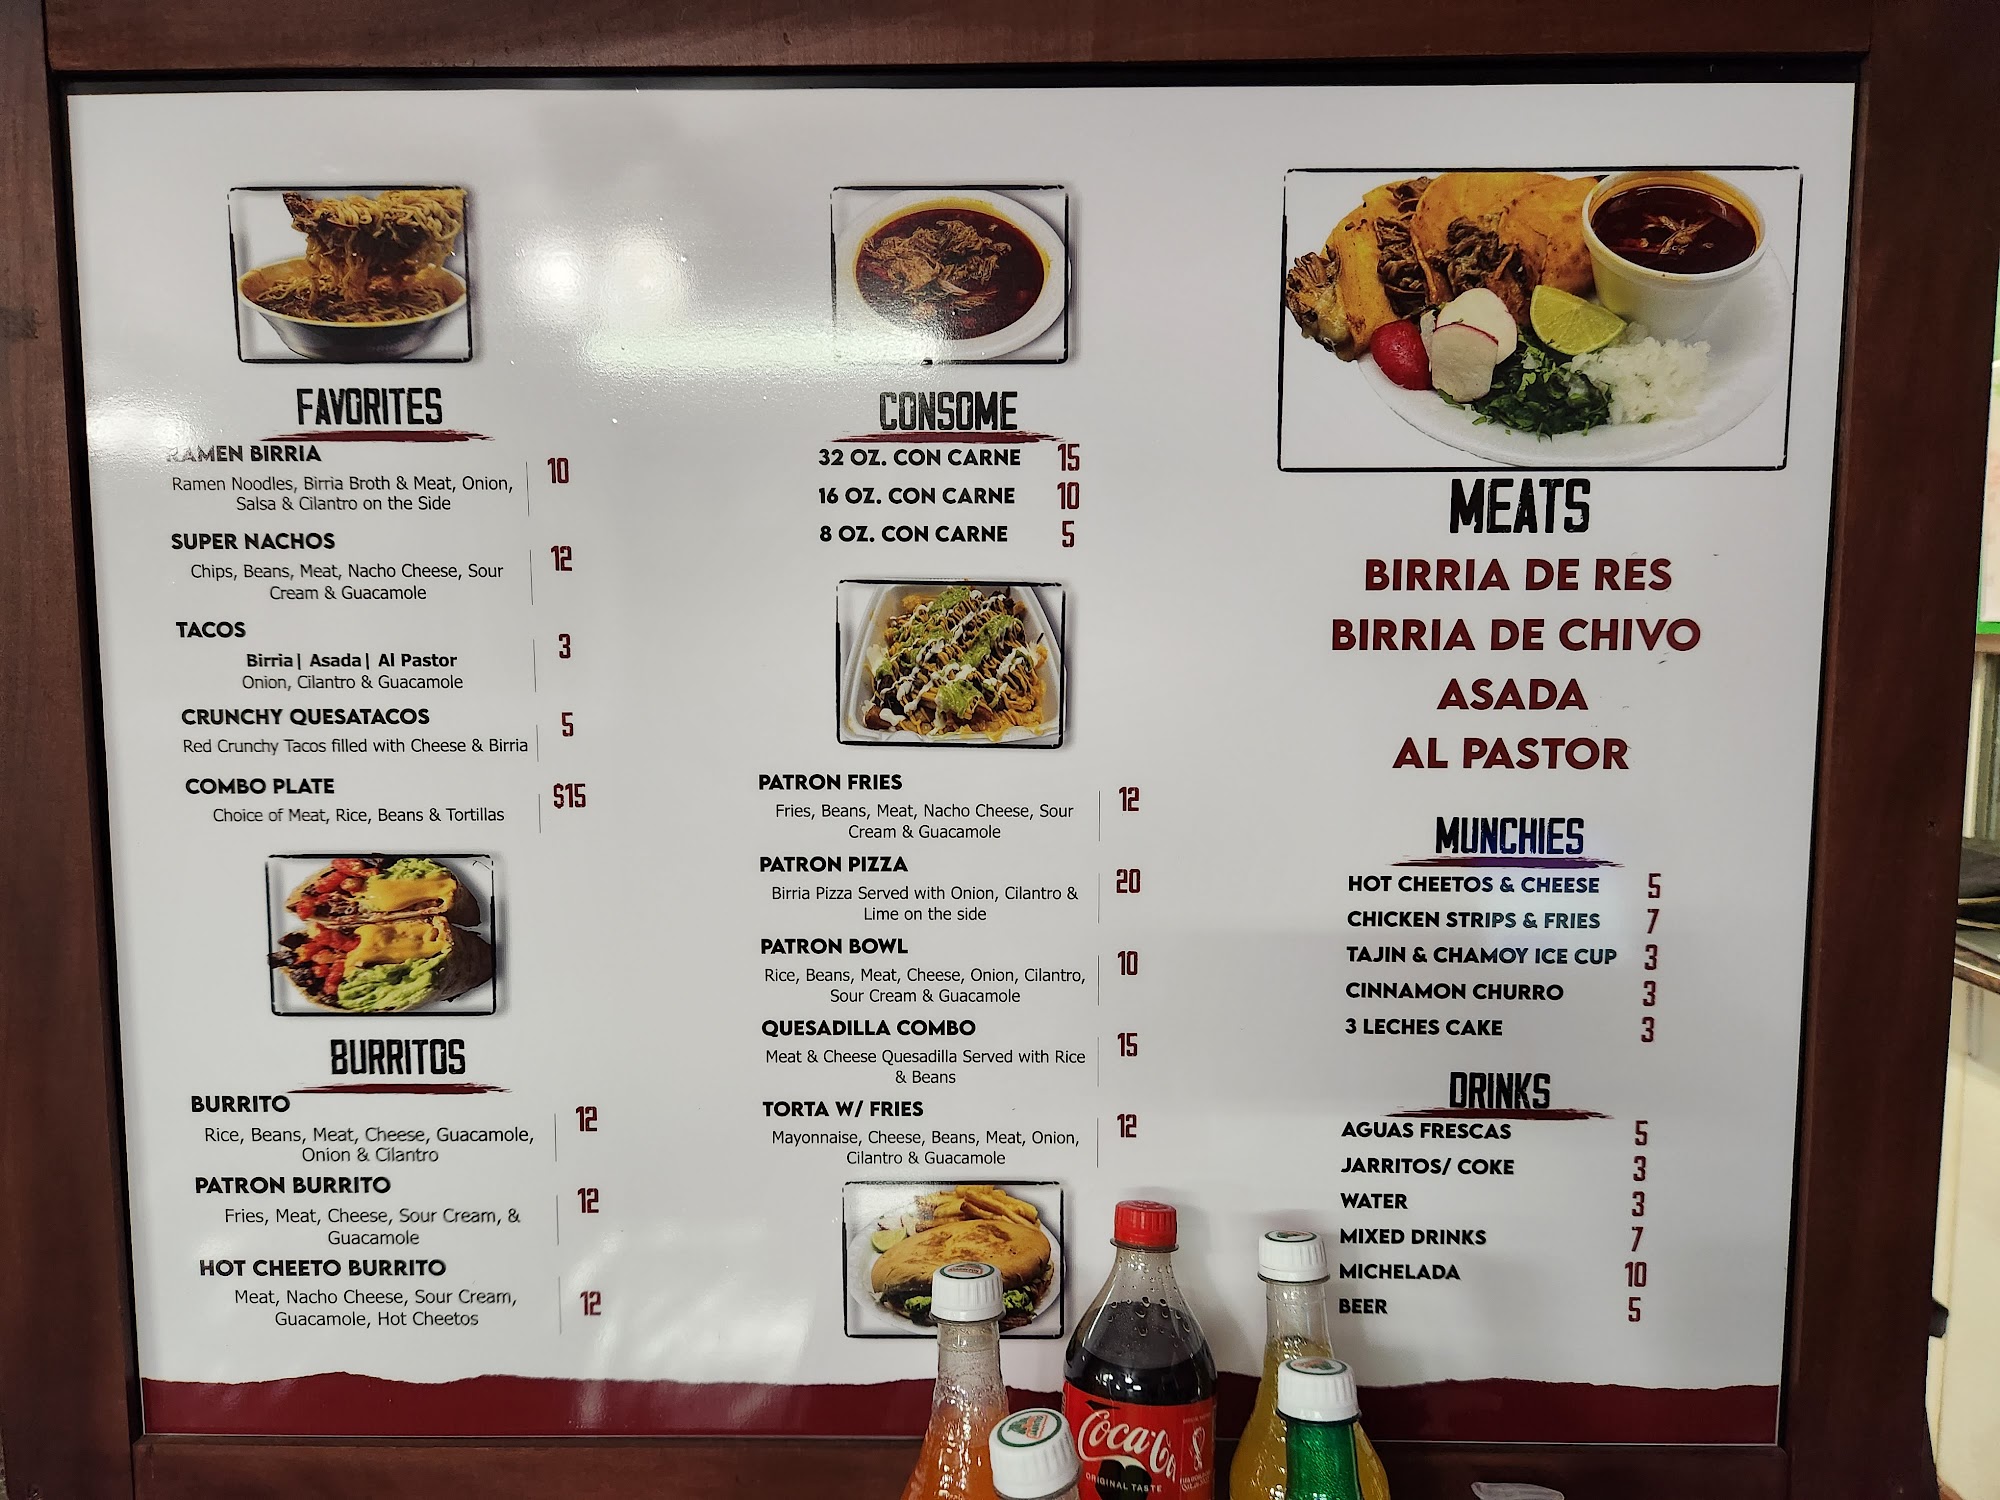 FAVORITES
RAMEN BIRRIA 10
Ramen Noodles, Birria Broth & Meat, Onion,
Salsa & Cilantro on the Side
SUPER NACHOS 12
Chips, Beans, Meat, Nacho Cheese, Sour
Cream & Guacamole
TACOS 3
Birria| Asada| Al Pastor
Onion, Cilantro & Guacamole
CRUNCHY QUESATACOS 5
Red Crunchy Tacos filled with Cheese & Birria
COMBO PLATE $15
Choice of Meat, Rice, Beans & Tortillas
BURRITOS
BURRITO 12
Rice, Beans, Meat, Cheese, Guacamole,
Onion & Cilantro
PATRON BURRITO 12
Fries, Meat, Cheese, Sour Cream, &
Guacamole
HOT CHEETO BURRITO
Meat, Nacho Cheese, Sour Cream, 12
Guacamole, Hot Cheetos
CONSOME
32 OZ. CON CARNE 15
16 OZ. CON CARNE 10
8 OZ. CON CARNE 5
PATRON FRIES 12
Fries, Beans, Meat, Nacho Cheese, Sour
Cream & Guacamole
PATRON PIZZA 20
Birria Pizza Served with Onion, Cilantro &
Lime on the side
PATRON BOWL 10
Rice, Beans, Meat, Cheese, Onion, Cilantro,
Sour Cream & Guacamole
QUESADILLA COMBO 15
Meat & Cheese Quesadilla Served with Rice
& Beans
TORTA W/ FRIES 12
Mayonnaise, Cheese, Beans, Meat, Onion,
Cilantro & Guacamole
MEATS
BIRRIA DE RES
BIRRIA DE CHIVO
ASADA
AL PASTOR
MUNCHIES
HOT CHEETOS & CHEESE 5
CHICKEN STRIPS & FRIES 7
TAJIN & CHAMOY ICE CUP 3
CINNAMON CHURRO 3
3 LECHES CAKE 3
DRINKS
AGUAS FRESCAS 5
JARRITOS/ COKE 3
WATER 3
MIXED DRINKS 7
MICHELADA 10
BEER 5
Coca-Co
ORIGINAL TASTE